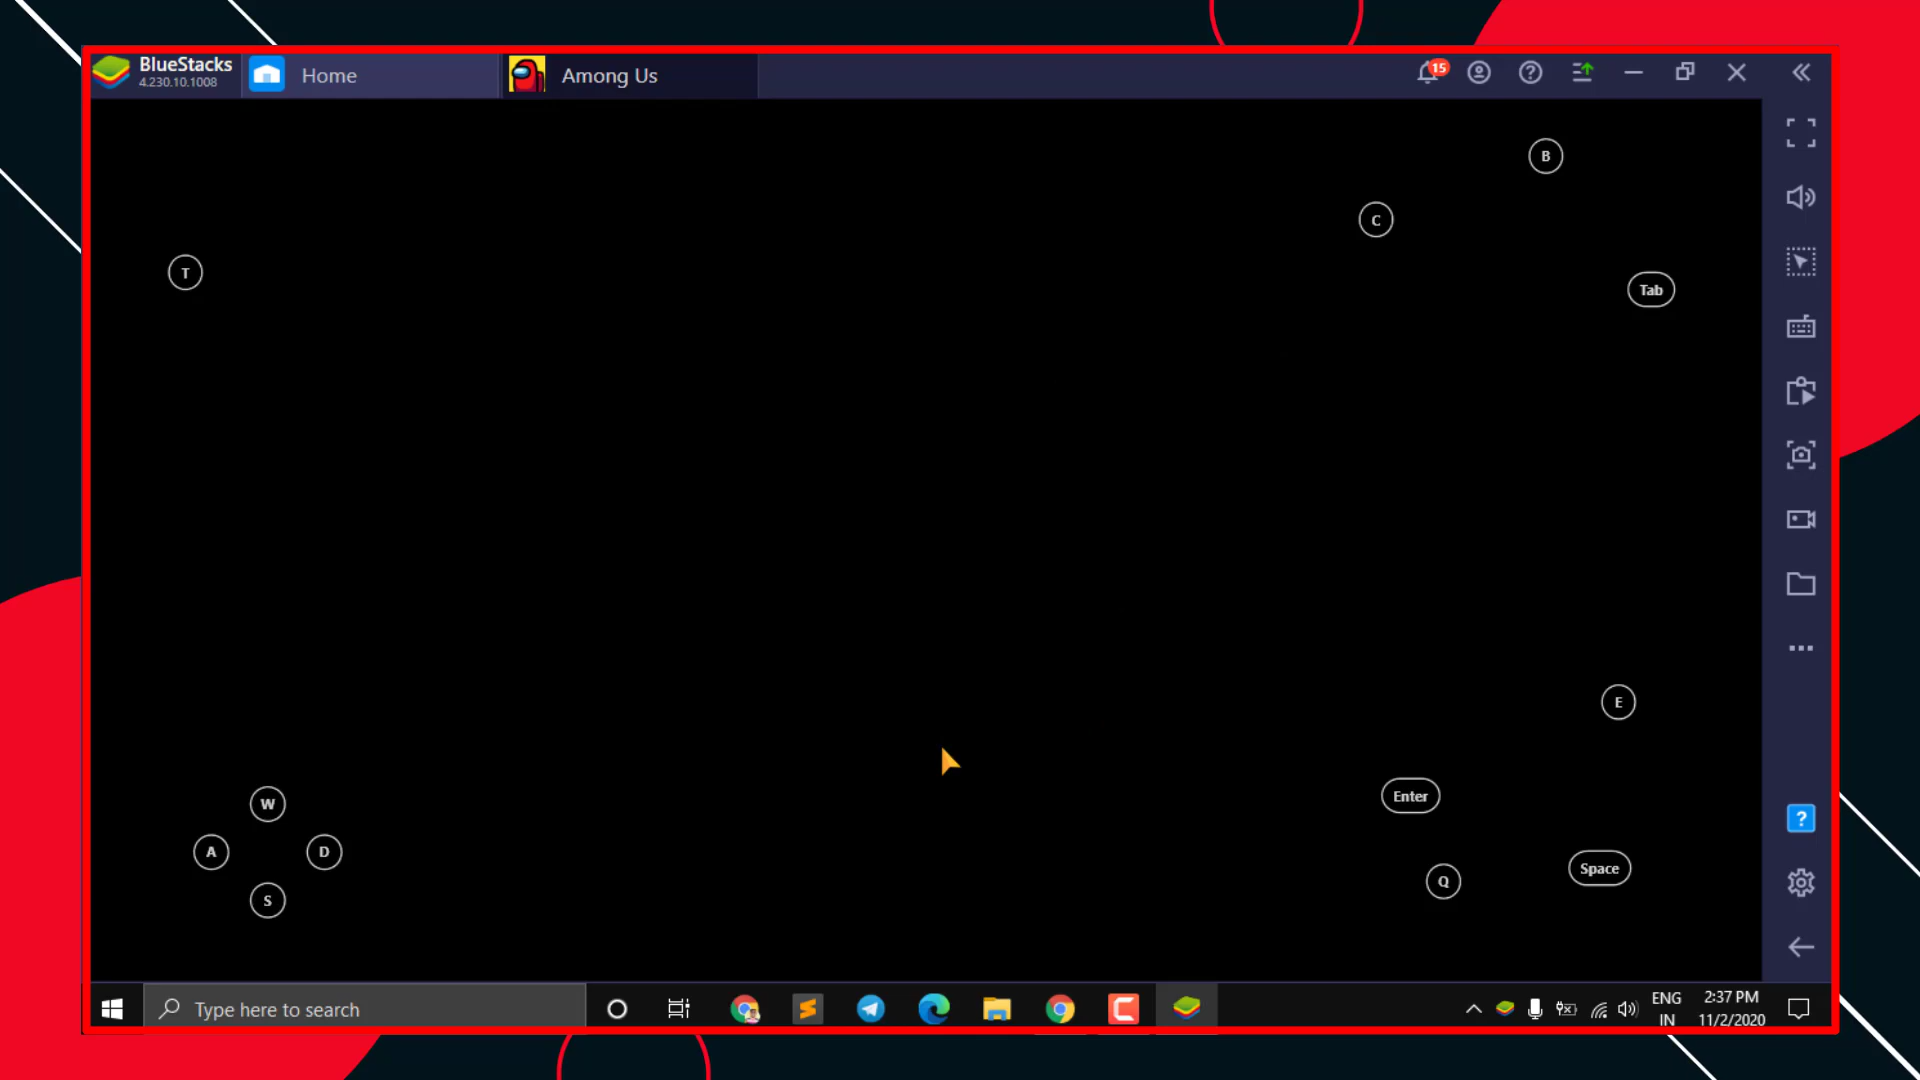 BlueStacks
4.230.10.1008
Home
Among Us
15
B
C
T
Tab
E
W
Enter
A
D
Space
Q
S
?
Type here to search
ENG
IN
2:37 PM
11/2/2020